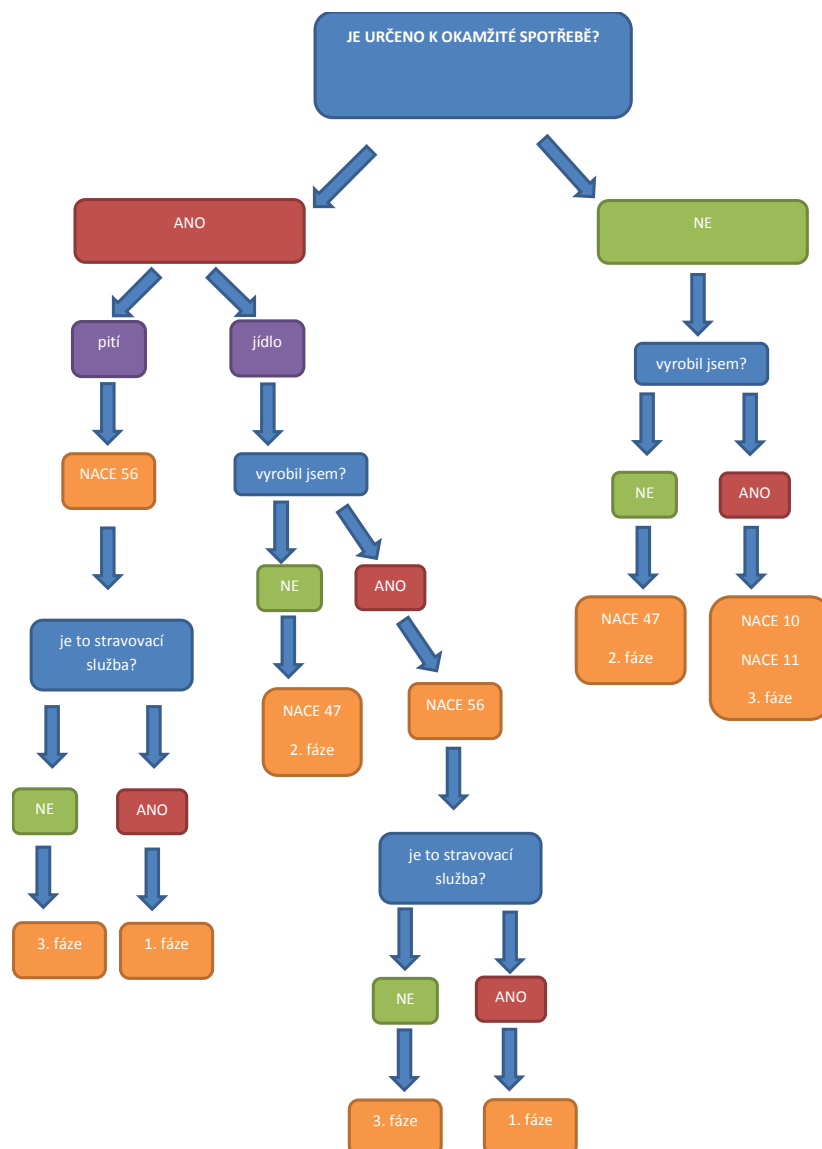 JE URČENO K OKAMŽITÉ SPOTŘEBĚ?
ANO
NE
pití
jídlo
vyrobil jsem?
NACE 56
vyrobil jsem?
NE
ANO
NE
ANO
NACE 47
2. fáze
NACE 10
NACE 11
3. fáze
je to stravovací
služba?
NACE 47
2. fáze
NACE 56
NE
ANO
je to stravovací
služba?
3. fáze
1. fáze
NE
ANO
3. fáze
1. fáze